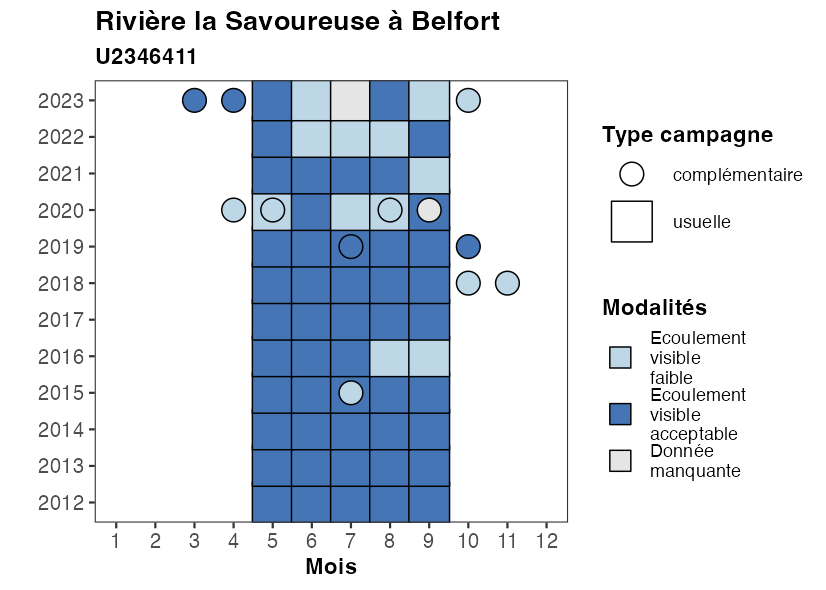 Rivière la Savoureuse à Belfort
U2346411
2023
2022
2021
2020
2019
2018
2017
2016
2015
2014
2013
2012
1 2 3 4 5 6 7 8 9 10 11 12
Mois
Type campagne
complémentaire
usuelle
Modalités
Ecoulement
visible
faible
Ecoulement
visible
acceptable
Donnée
manquante